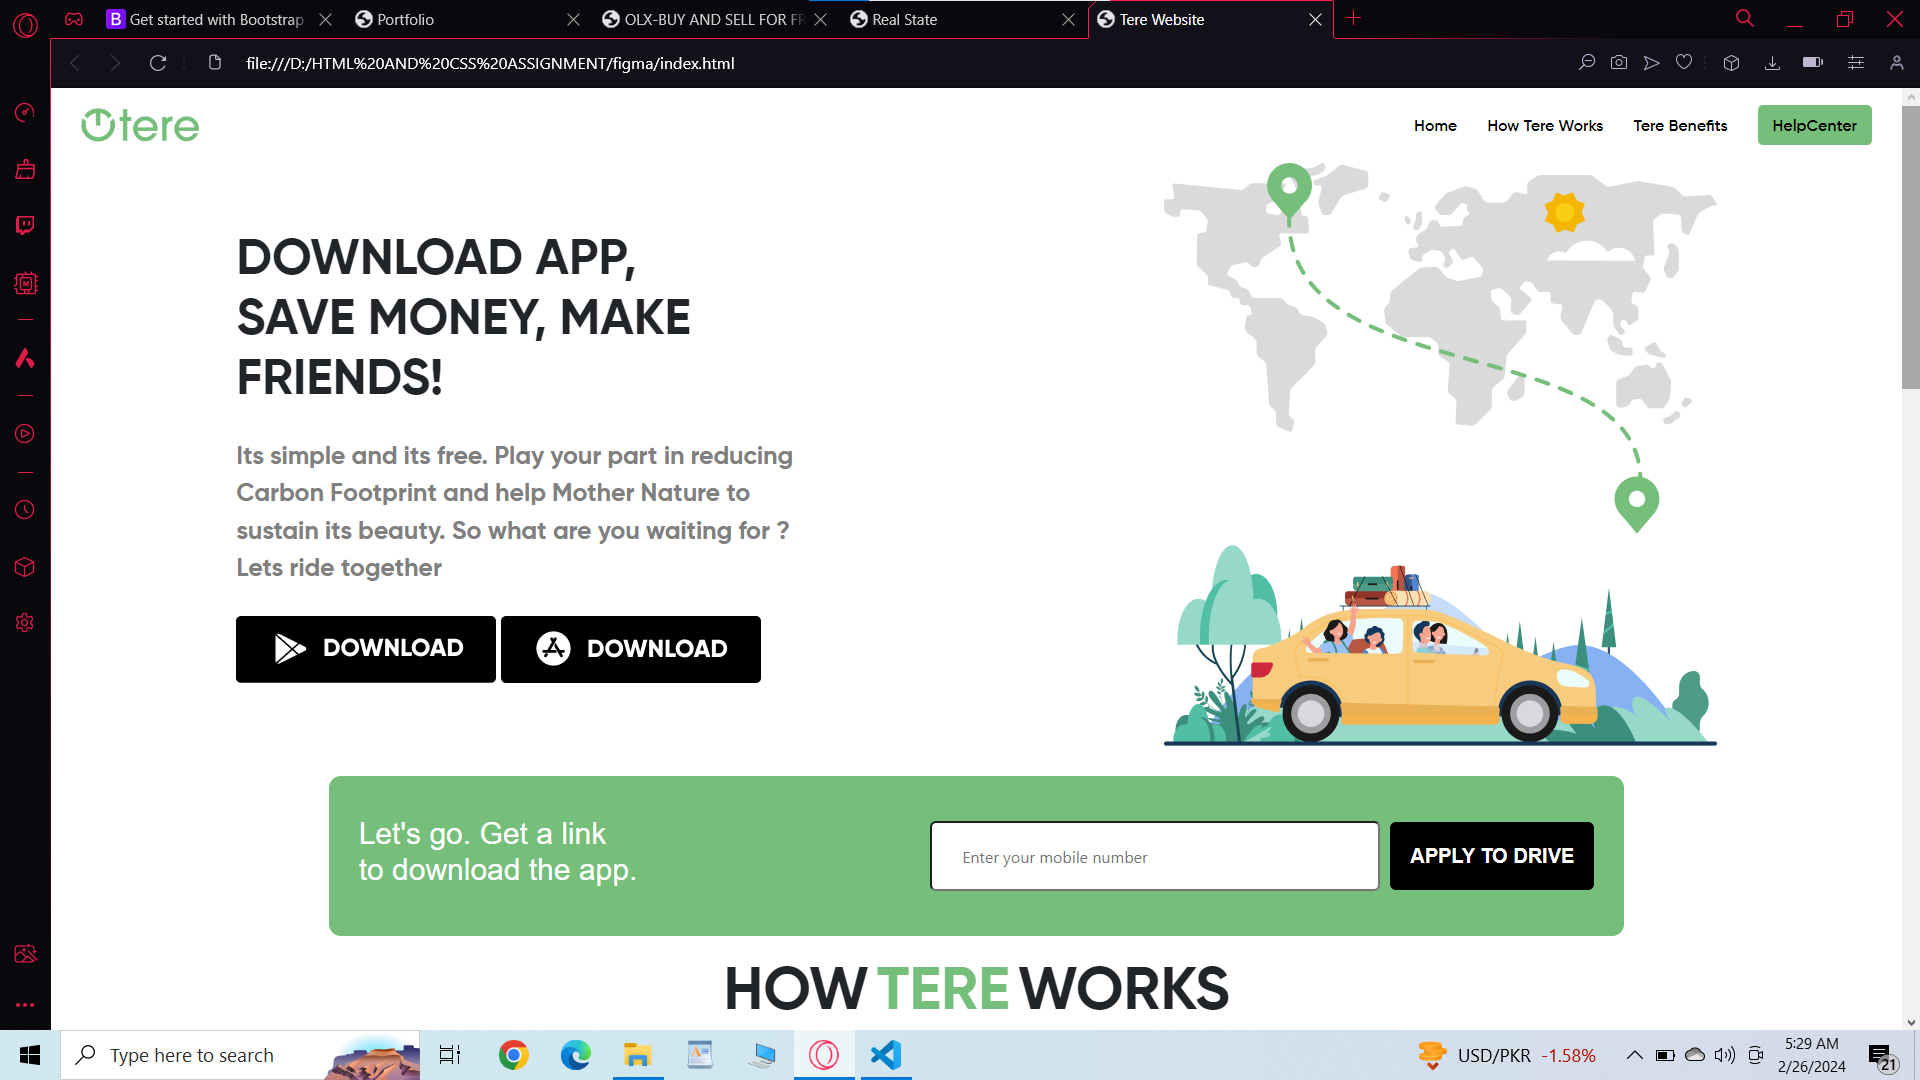 Get started with Bootstrap
Portfolio
OLX-BUY AND SELL FOR FR
Real State
Tere Website
file:///D:/HTML%20AND%20CSS%20ASSIGNMENT/figma/index.html
tere
Home
How Tere Works
Tere Benefits
HelpCenter
DOWNLOAD APP,
SAVE MONEY, MAKE
FRIENDS!
Its simple and its free. Play your part in reducing
Carbon Footprint and help Mother Nature to
sustain its beauty. So what are you waiting for ?
Lets ride together
DOWNLOAD
DOWNLOAD
Let's go. Get a link
to download the app.
Enter your mobile number
APPLY TO DRIVE
HOW TERE WORKS
Type here to search
USD/PKR -1.58%
5:29 AM
2/26/2024
21